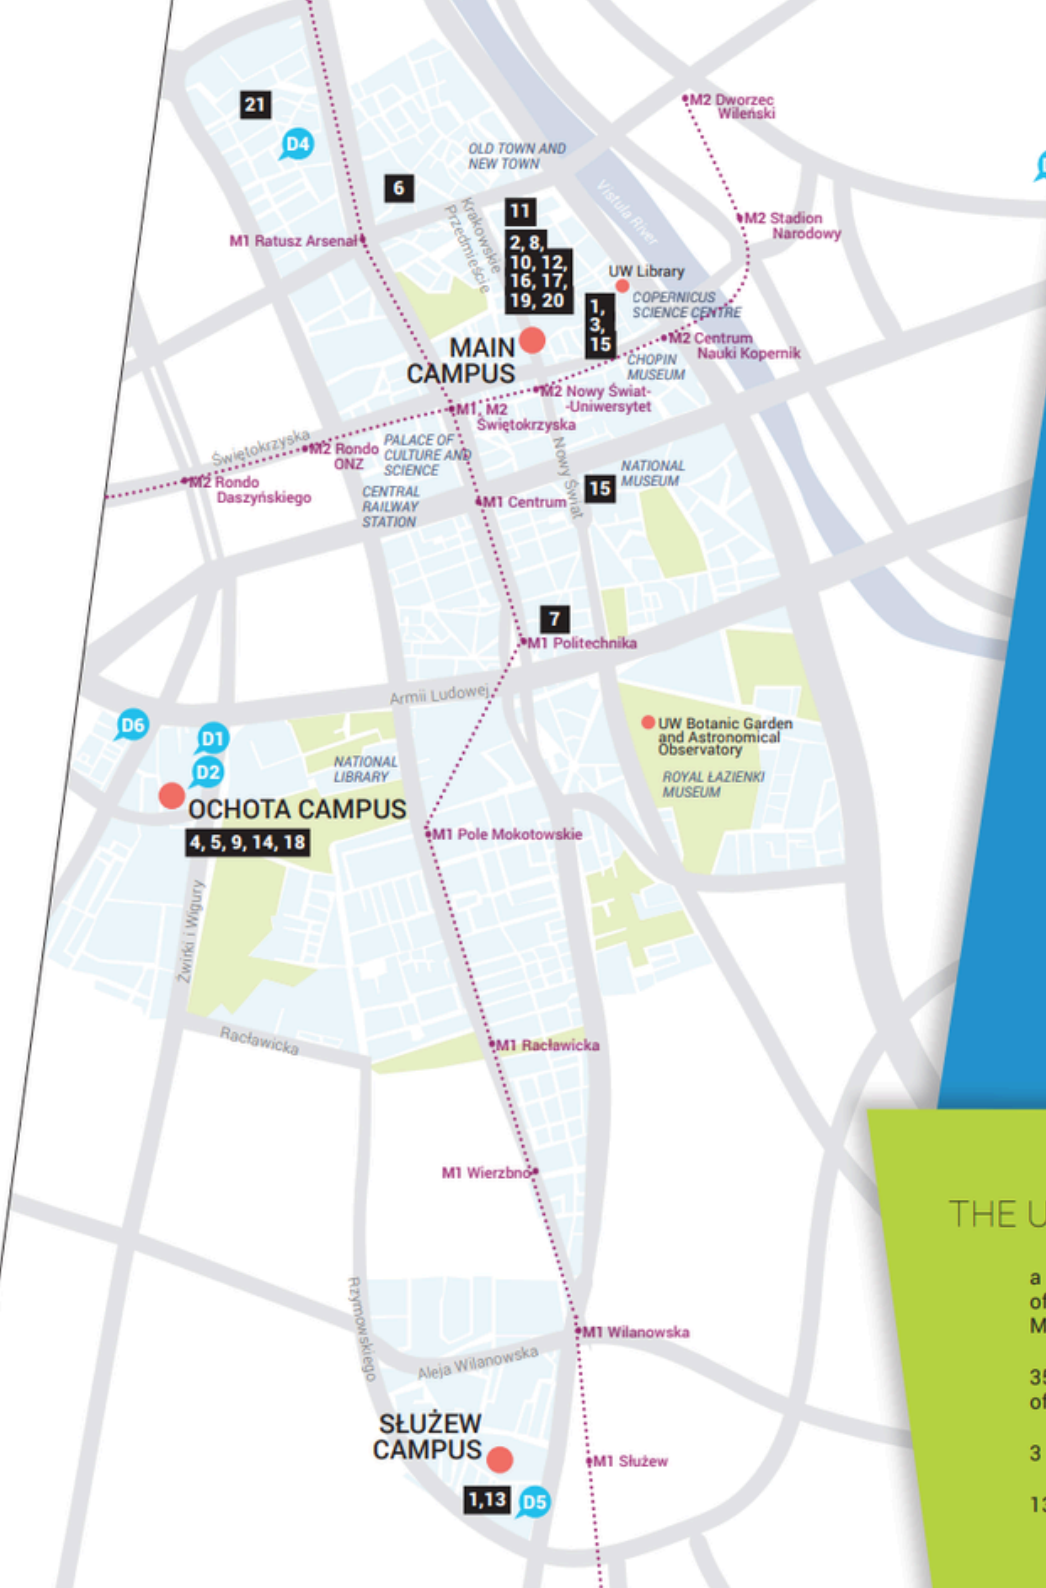 M2 Dworzec
Wileński
21
D4
OLD TOWN AND
NEW TOWN
6
Vistula River
Krakowskie
Przedmieście
11
2, 8,
10, 12,
16, 17,
19, 20
M2 Stadion
Narodowy
M1 Ratusz Arsenał
UW Library
COPERNICUS
SCIENCE CENTRE
1,
3,
15
MAIN
CAMPUS
M2 Centrum
Nauki Kopernik
CHOPIN
MUSEUM
M2 Nowy Świat-
-Uniwersytet
M1, M2
Świętokrzyska
Świętokrzyska
M2 Rondo
ONZ
PALACE OF
CULTURE AND
SCIENCE
Nowy Świat
NATIONAL
MUSEUM
15
M2 Rondo
Daszyńskiego
CENTRAL
RAILWAY
STATION
M1 Centrum
7
M1 Politechnika
Armii Ludowej
D6
D1
D2
UW Botanic Garden
and Astronomical
Observatory
NATIONAL
LIBRARY
ROYAL ŁAZIENKI
MUSEUM
OCHOTA CAMPUS
4, 5, 9, 14, 18
M1 Pole Mokotowskie
Żwirki i Wigury
Racławicka
M1 Racławicka
M1 Wierzbno
THE U
a
of
M
35
of
3
13
Rzymowskiego
M1 Wilanowska
Aleja Wilanowska
SŁUŻEW
CAMPUS
M1 Służew
1,13
D5